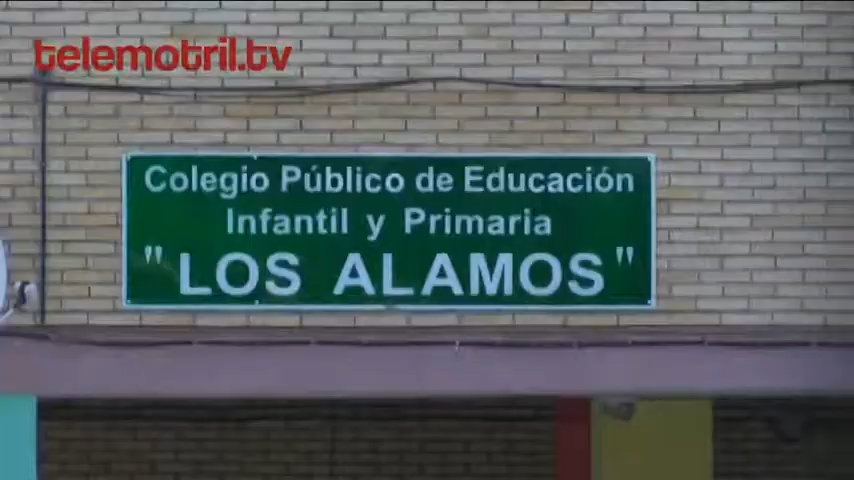 telemotril.tv
Colegio Público de Educación
Infantil y Primaria
"LOS ALAMOS"